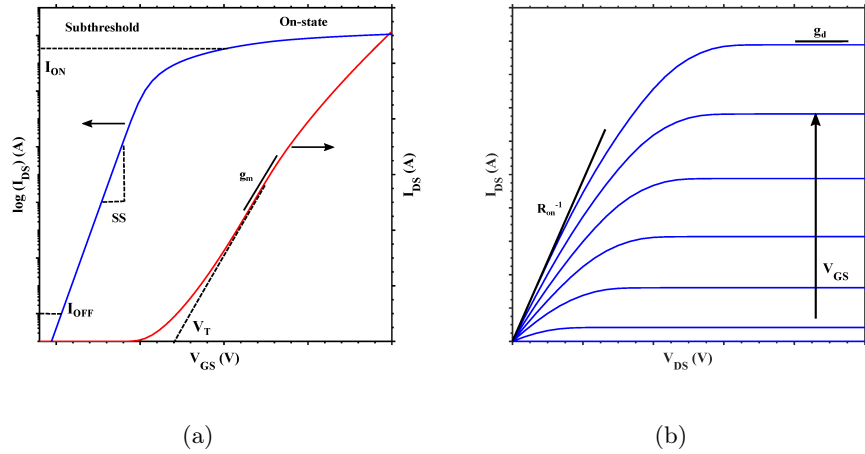 Subthreshold
On-state
I_ON
g_m
SS
I_OFF
V_T
log (I_DS) (A)
I_DS (A)
V_GS (V)
(a)
g_d
R_on^-1
V_GS
I_DS (A)
V_DS (V)
(b)